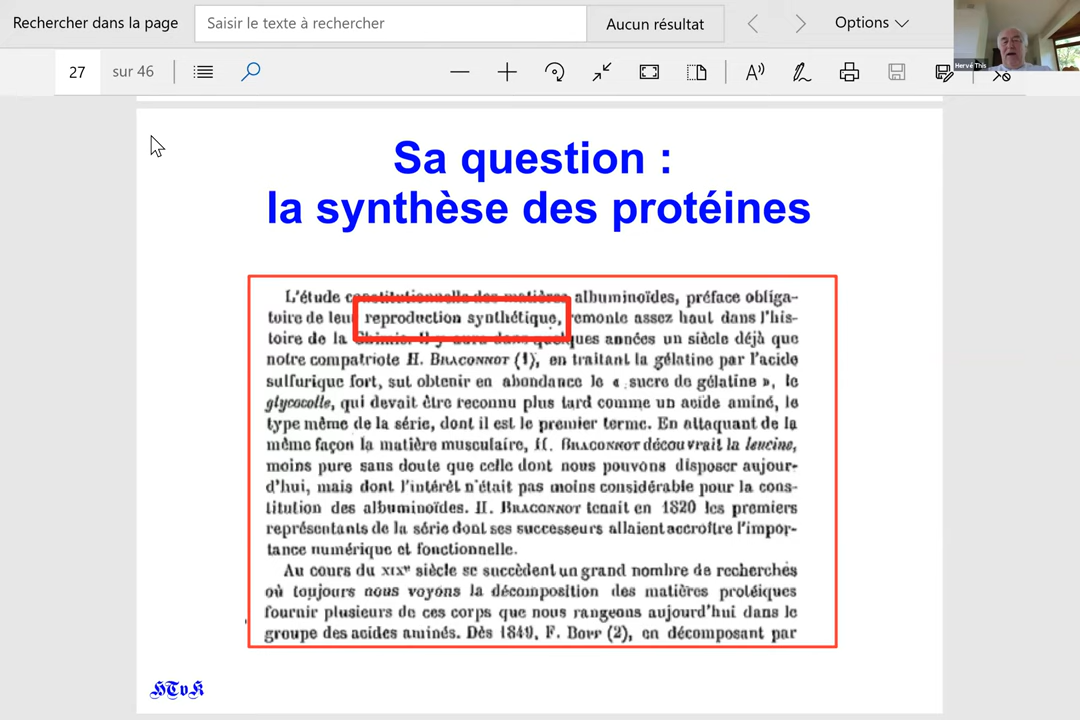 Rechercher dans la page
Saisir le texte à rechercher
Aucun résultat
Options
27 sur 46
Hervé This
Sa question :
la synthèse des protéines
L'étude constitutionnelle des matières albuminoïdes, préface obliga-
toire de leur reproduction synthétique, remonte assez haut dans l'his-
toire de la Chimie. Il y aura dans quelques années un siècle déjà que
notre compatriote H. BRACONNOT (1), en traitant la gélatine par l'acide
sulfurique fort, sut obtenir en abondance le « sucre de gélatine », le
glycocolle, qui devait être reconnu plus tard comme un acide aminé, le
type même de la série, dont il est le premier terme. En attaquant de la
même façon la matière musculaire, H. BRACONNOT découvrait la leucine,
moins pure sans doute que celle dont nous pouvons disposer aujour-
d'hui, mais dont l'intérêt n'était pas moins considérable pour la cons-
titution des albuminoïdes. H. BRACONNOT tenait en 1820 les premiers
représentants de la série dont ses successeurs allaient accroître l'impor-
tance numérique et fonctionnelle.
Au cours du XIXe siècle se succèdent un grand nombre de recherches
où toujours nous voyons la décomposition des matières protéiques
fournir plusieurs de ces corps que nous rangeons aujourd'hui dans le
groupe des acides aminés. Dès 1849, F. BOPP (2), en décomposant par
HTvK